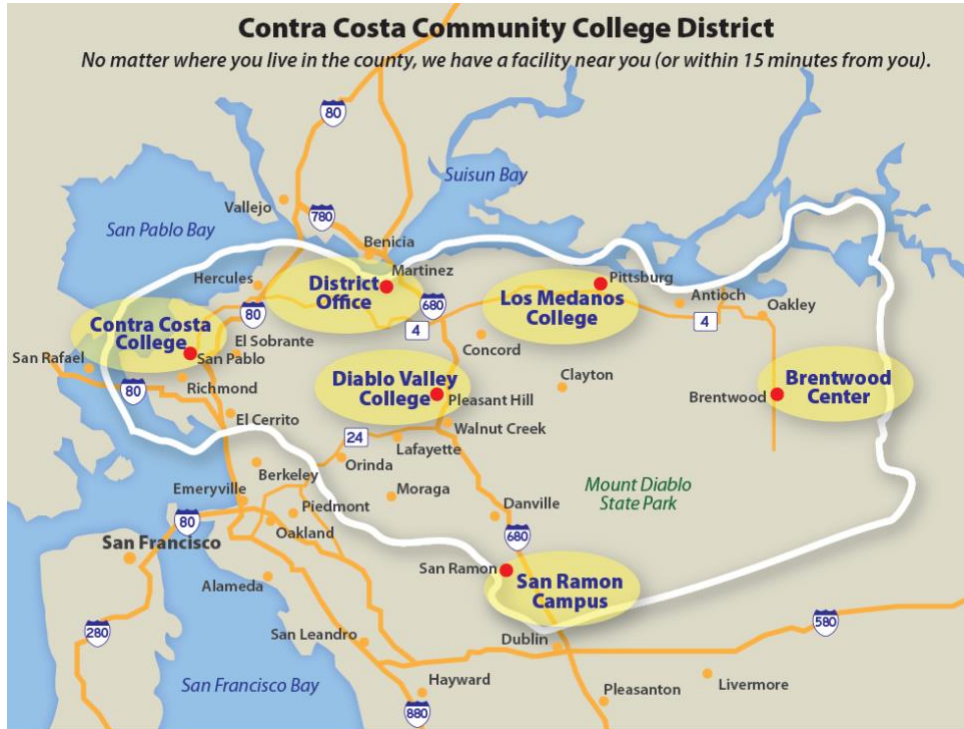 Contra Costa Community College District
No matter where you live in the county, we have a facility near you (or within 15 minutes from you).
80
Suisun Bay
Vallejo
780
San Pablo Bay
Benicia
Hercules
District
Office
Martinez
Pittsburg
680
Los Medanos
College
Antioch
Oakley
80
4
4
Contra Costa
College
El Sobrante
San Pablo
San Rafael
Concord
Richmond
80
Diablo Valley
College
Pleasant Hill
Clayton
Brentwood
Brentwood
Center
El Cerrito
24
Walnut Creek
Lafayette
Orinda
Berkeley
Moraga
Emeryville
Piedmont
Mount Diablo
State Park
Danville
80
Oakland
680
San Francisco
San Ramon
San Ramon
Campus
Alameda
280
San Leandro
Dublin
580
San Francisco Bay
Hayward
Livermore
Pleasanton
880